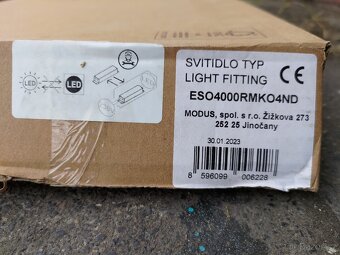 SVITIDLO TYP
LIGHT FITTING
CE
ESO4000RMKO4ND
MODUS, spol. s r.o. Žižkova 273
252 25 Jinočany
30.01.2023
8 596099 006228
LED
LED